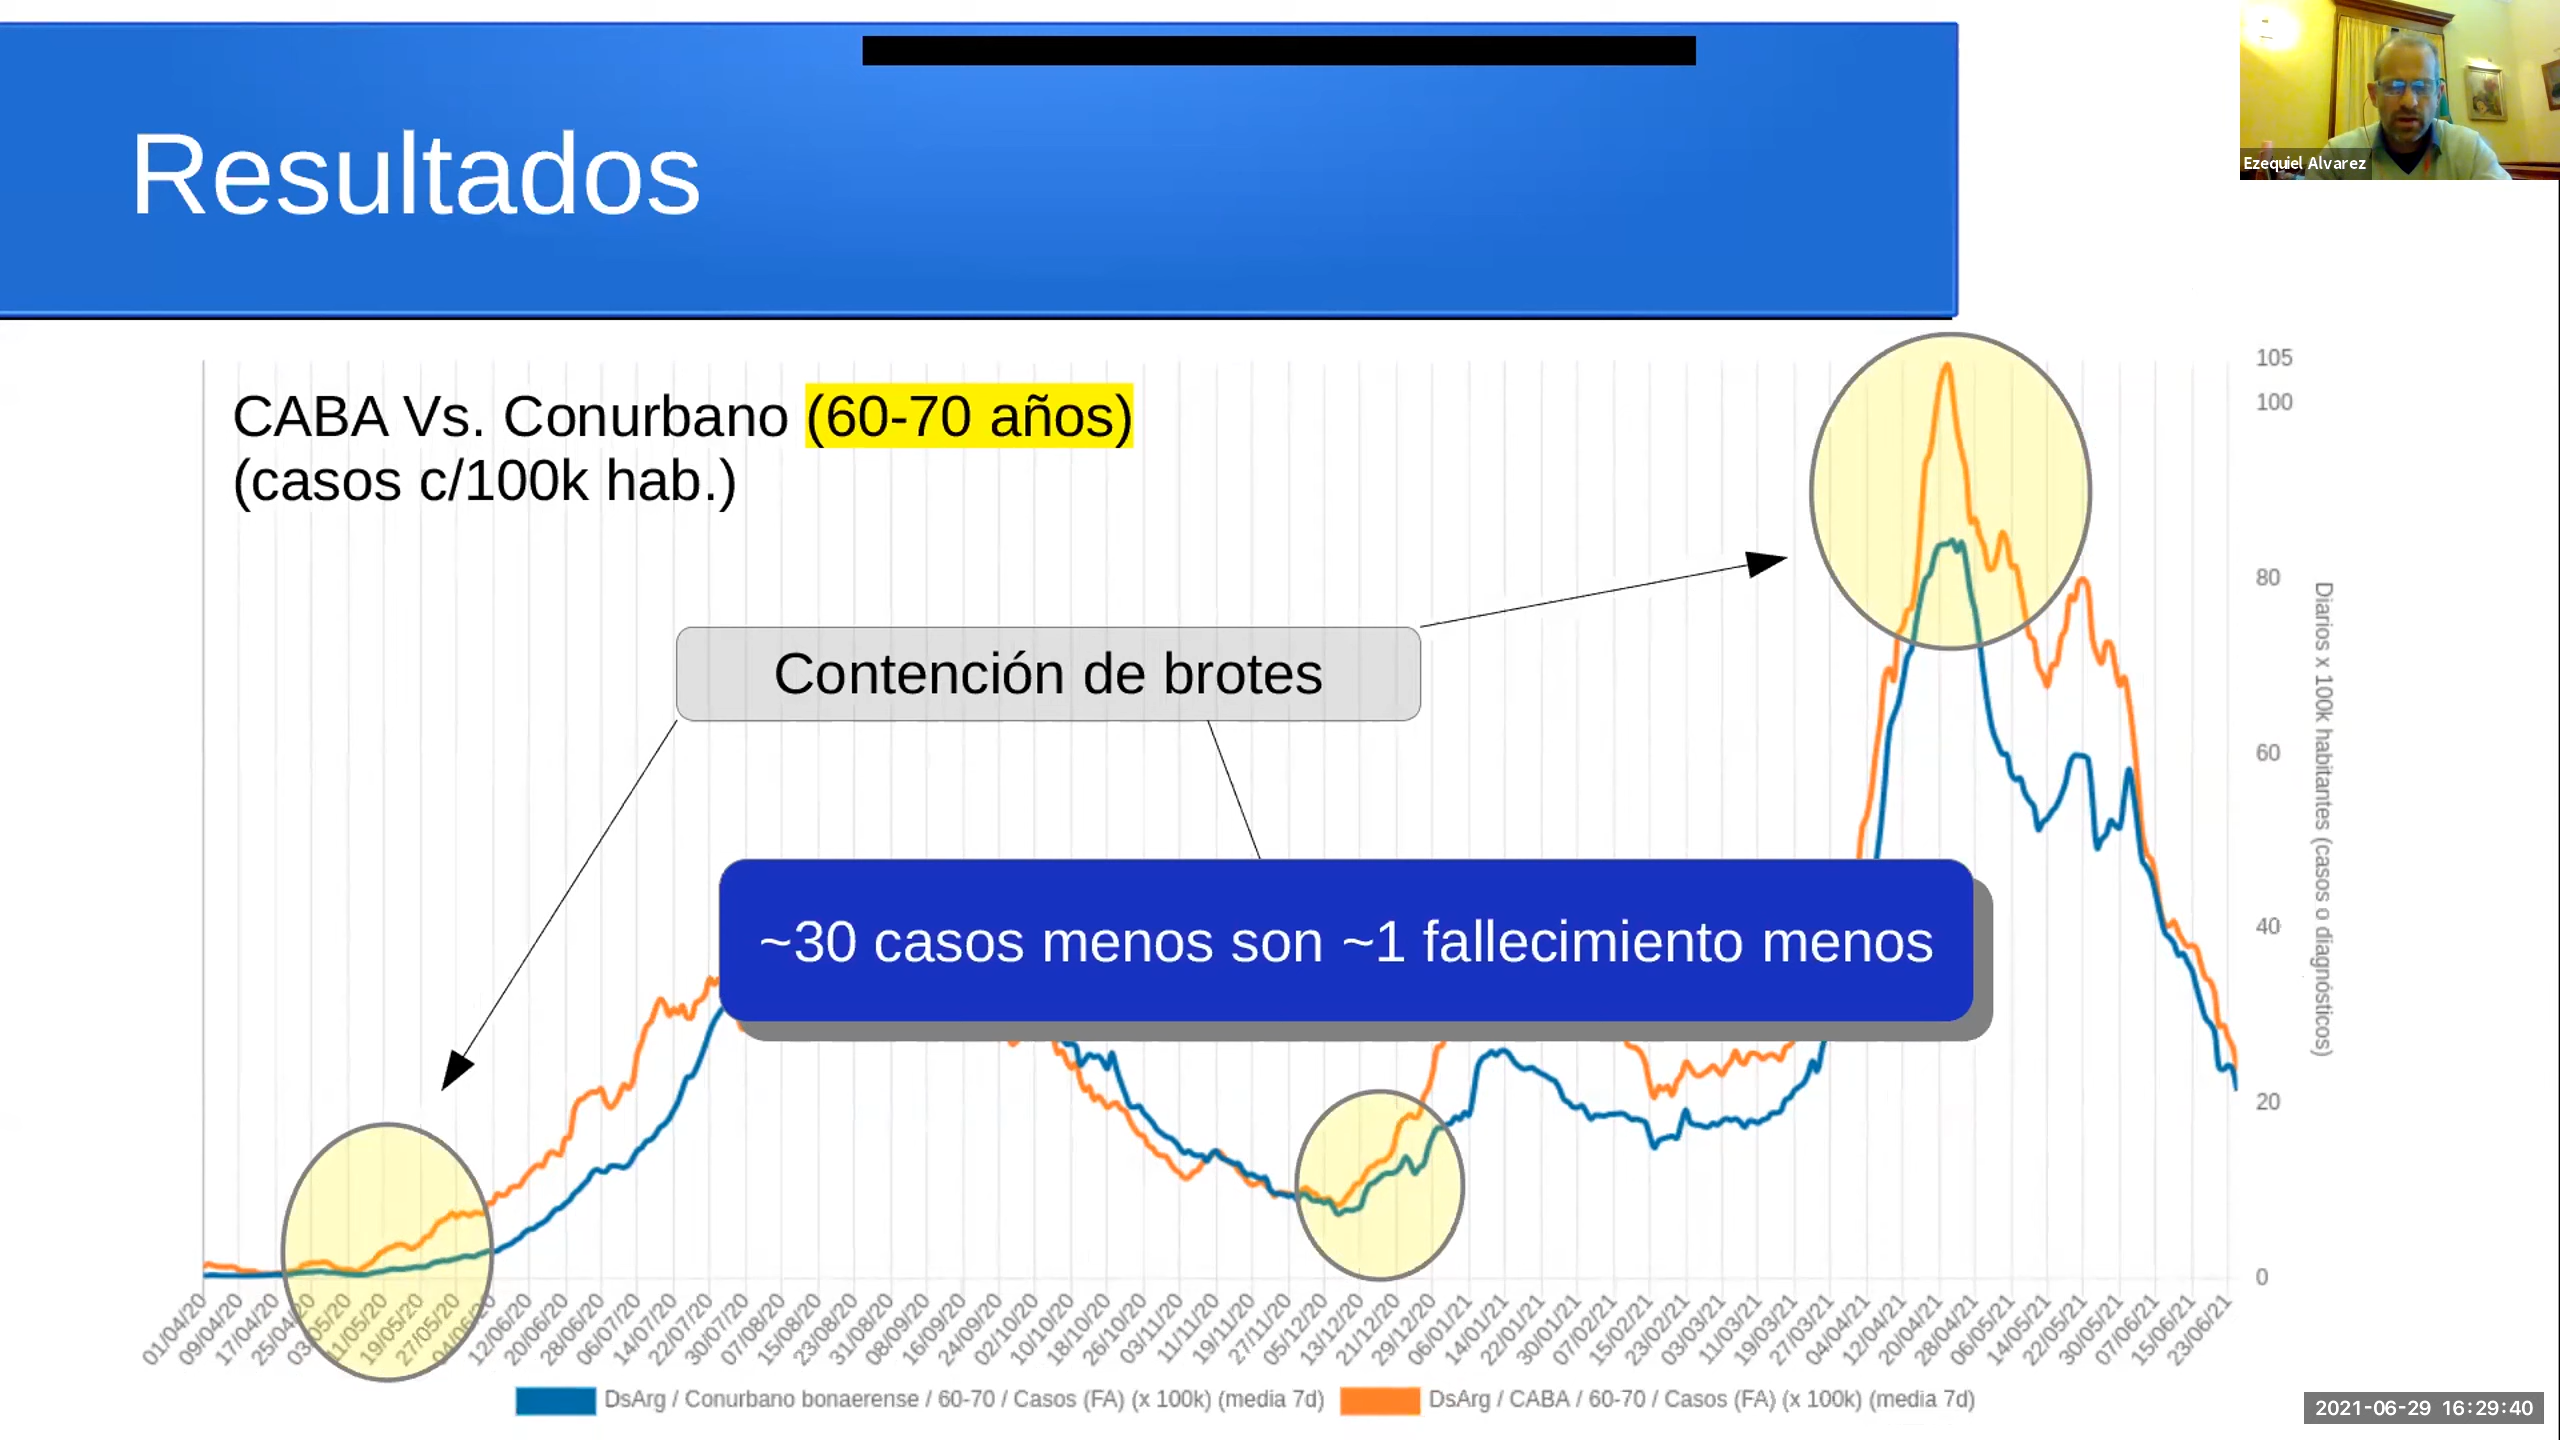 Resultados
Ezequiel Alvarez
CABA Vs. Conurbano (60-70 años)
(casos c/100k hab.)
Contención de brotes
~30 casos menos son ~1 fallecimiento menos
105
100
80
60
40
20
0
Diarios x 100k habitantes (casos o diagnósticos)
01/04/20 09/04/20 17/04/20 25/04/20 03/05/20 11/05/20 19/05/20 27/05/20 04/06/20 12/06/20 20/06/20 28/06/20 06/07/20 14/07/20 22/07/20 30/07/20 07/08/20 15/08/20 23/08/20 31/08/20 08/09/20 16/09/20 24/09/20 02/10/20 10/10/20 18/10/20 26/10/20 03/11/20 11/11/20 19/11/20 27/11/20 05/12/20 13/12/20 21/12/20 29/12/20 06/01/21 14/01/21 22/01/21 30/01/21 07/02/21 15/02/21 23/02/21 03/03/21 11/03/21 19/03/21 27/03/21 04/04/21 12/04/21 20/04/21 28/04/21 06/05/21 14/05/21 22/05/21 30/05/21 07/06/21 15/06/21 23/06/21
DsArg / Conurbano bonaerense / 60-70 / Casos (FA) (x 100k) (media 7d) DsArg / CABA / 60-70 / Casos (FA) (x 100k) (media 7d)
2021-06-29 16:29:40